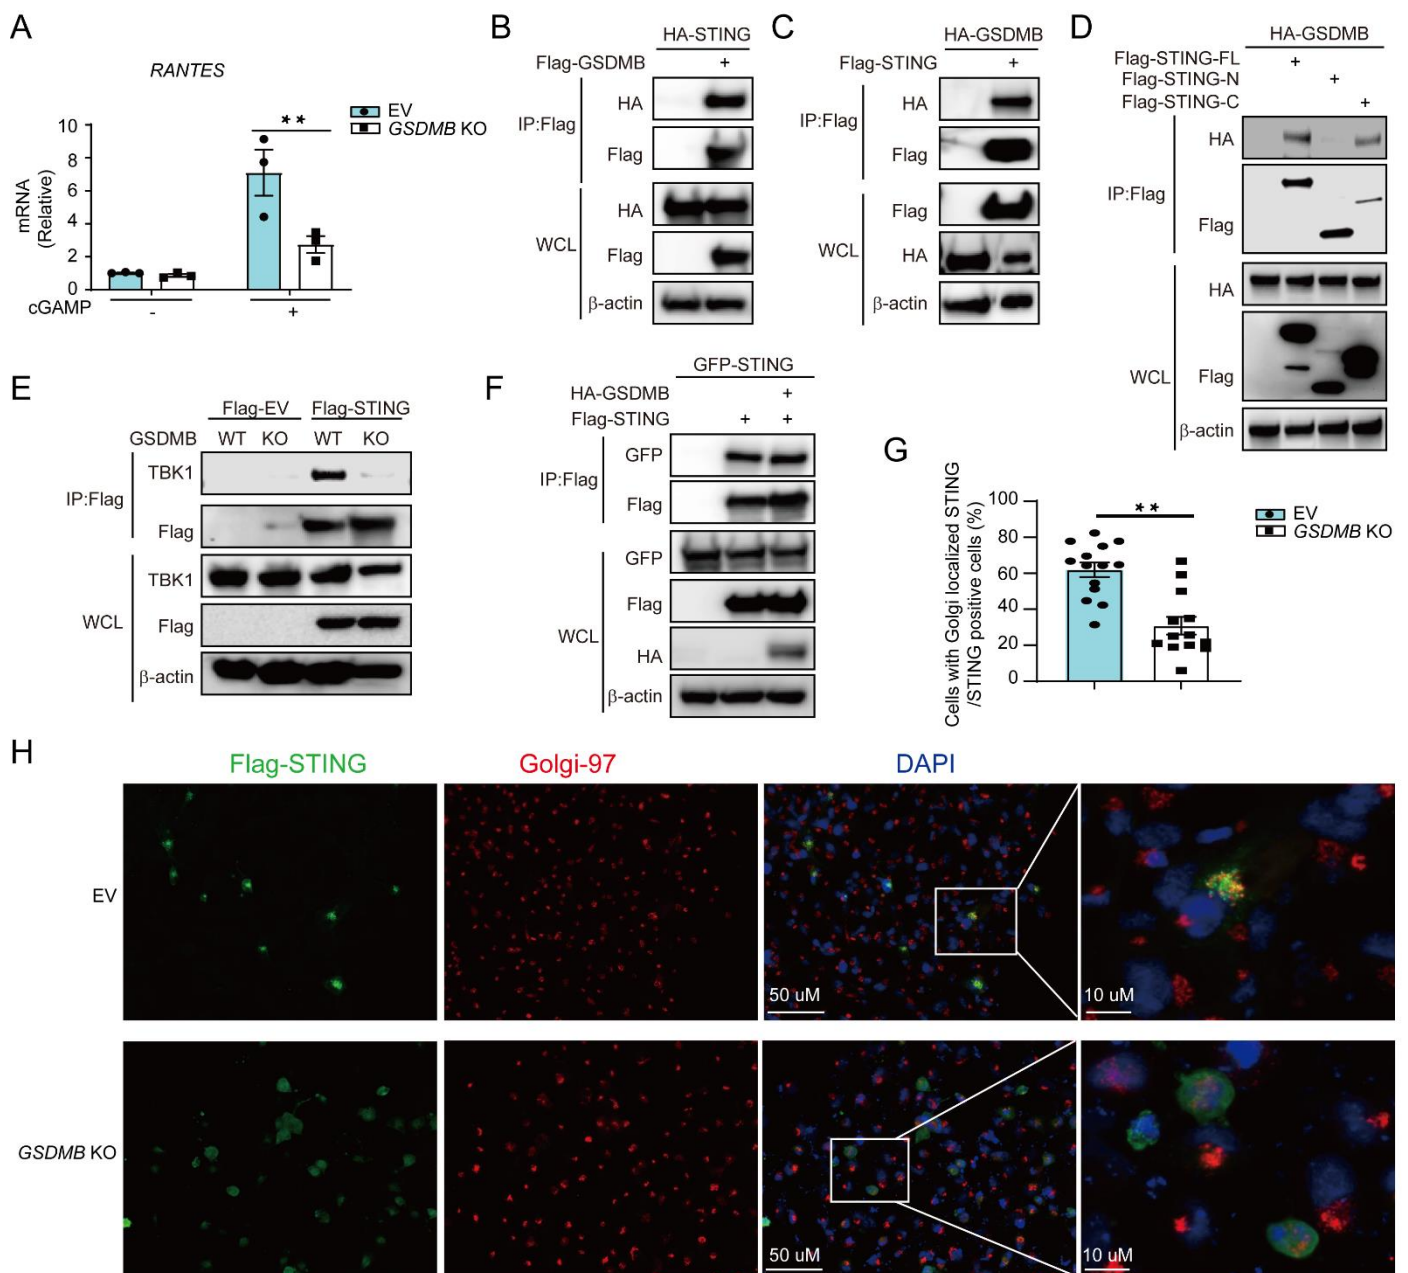 A
RANTES
EV
GSDMB KO
**
mRNA
(Relative)
10
8
6
4
2
0
cGAMP
-
+
B
HA-STING
Flag-GSDMB
+
IP:Flag
HA
Flag
WCL
HA
Flag
β-actin
C
HA-GSDMB
Flag-STING
+
IP:Flag
HA
Flag
WCL
Flag
HA
β-actin
D
HA-GSDMB
Flag-STING-FL
+
Flag-STING-N
+
Flag-STING-C
+
IP:Flag
HA
Flag
WCL
HA
Flag
β-actin
E
Flag-EV
Flag-STING
GSDMB
WT
KO
WT
KO
IP:Flag
TBK1
Flag
WCL
TBK1
Flag
β-actin
F
GFP-STING
HA-GSDMB
+
Flag-STING
+
+
IP:Flag
GFP
Flag
WCL
GFP
Flag
HA
β-actin
G
Cells with Golgi localized STING
/STING positive cells (%)
100
80
60
40
20
0
**
EV
GSDMB KO
H
Flag-STING
Golgi-97
DAPI
EV
50 uM
10 uM
GSDMB KO
50 uM
10 uM